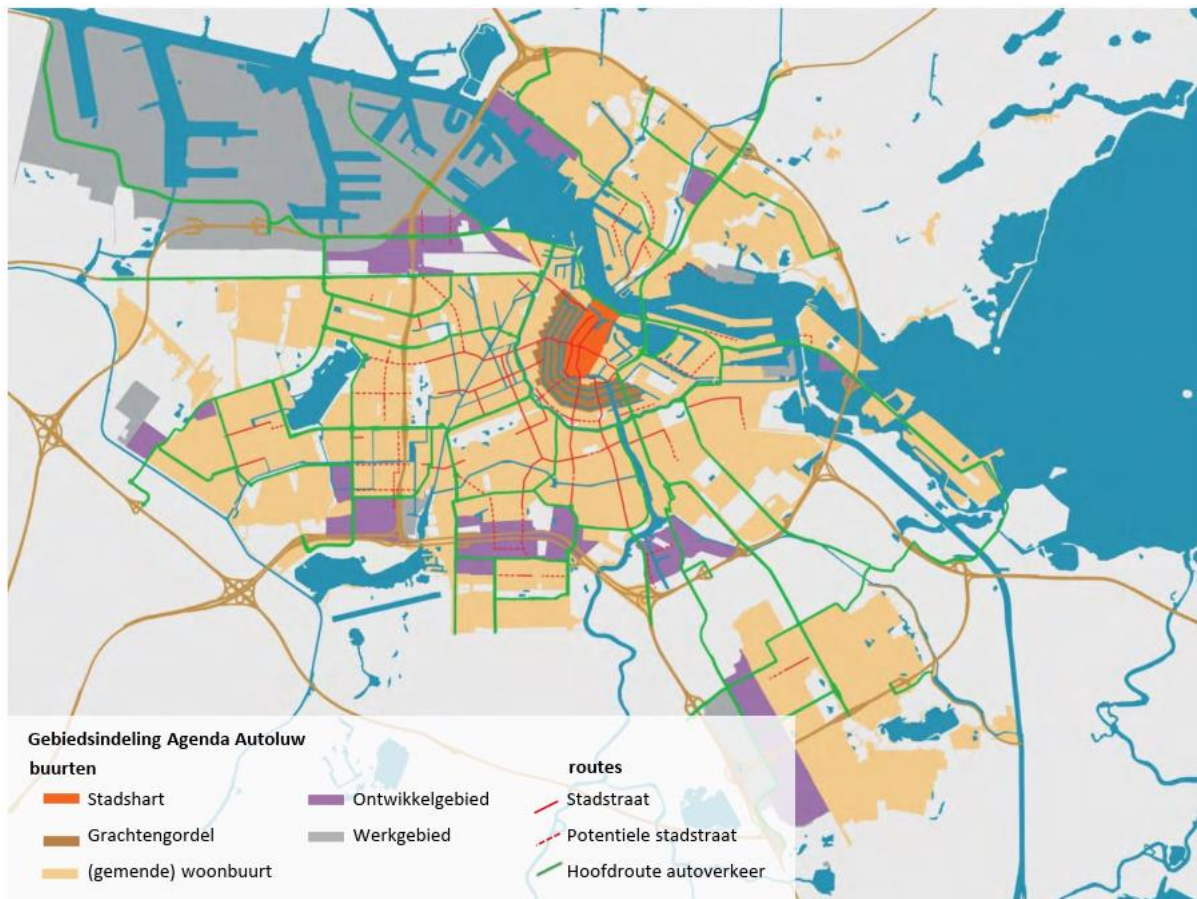 Gebiedsindeling Agenda Autoluw
buurten
Stadshart
Grachtengordel
(gemende) woonbuurt
Ontwikkelgebied
Werkgebied
routes
Stadstraat
Potentiele stadstraat
Hoofdroute autoverkeer